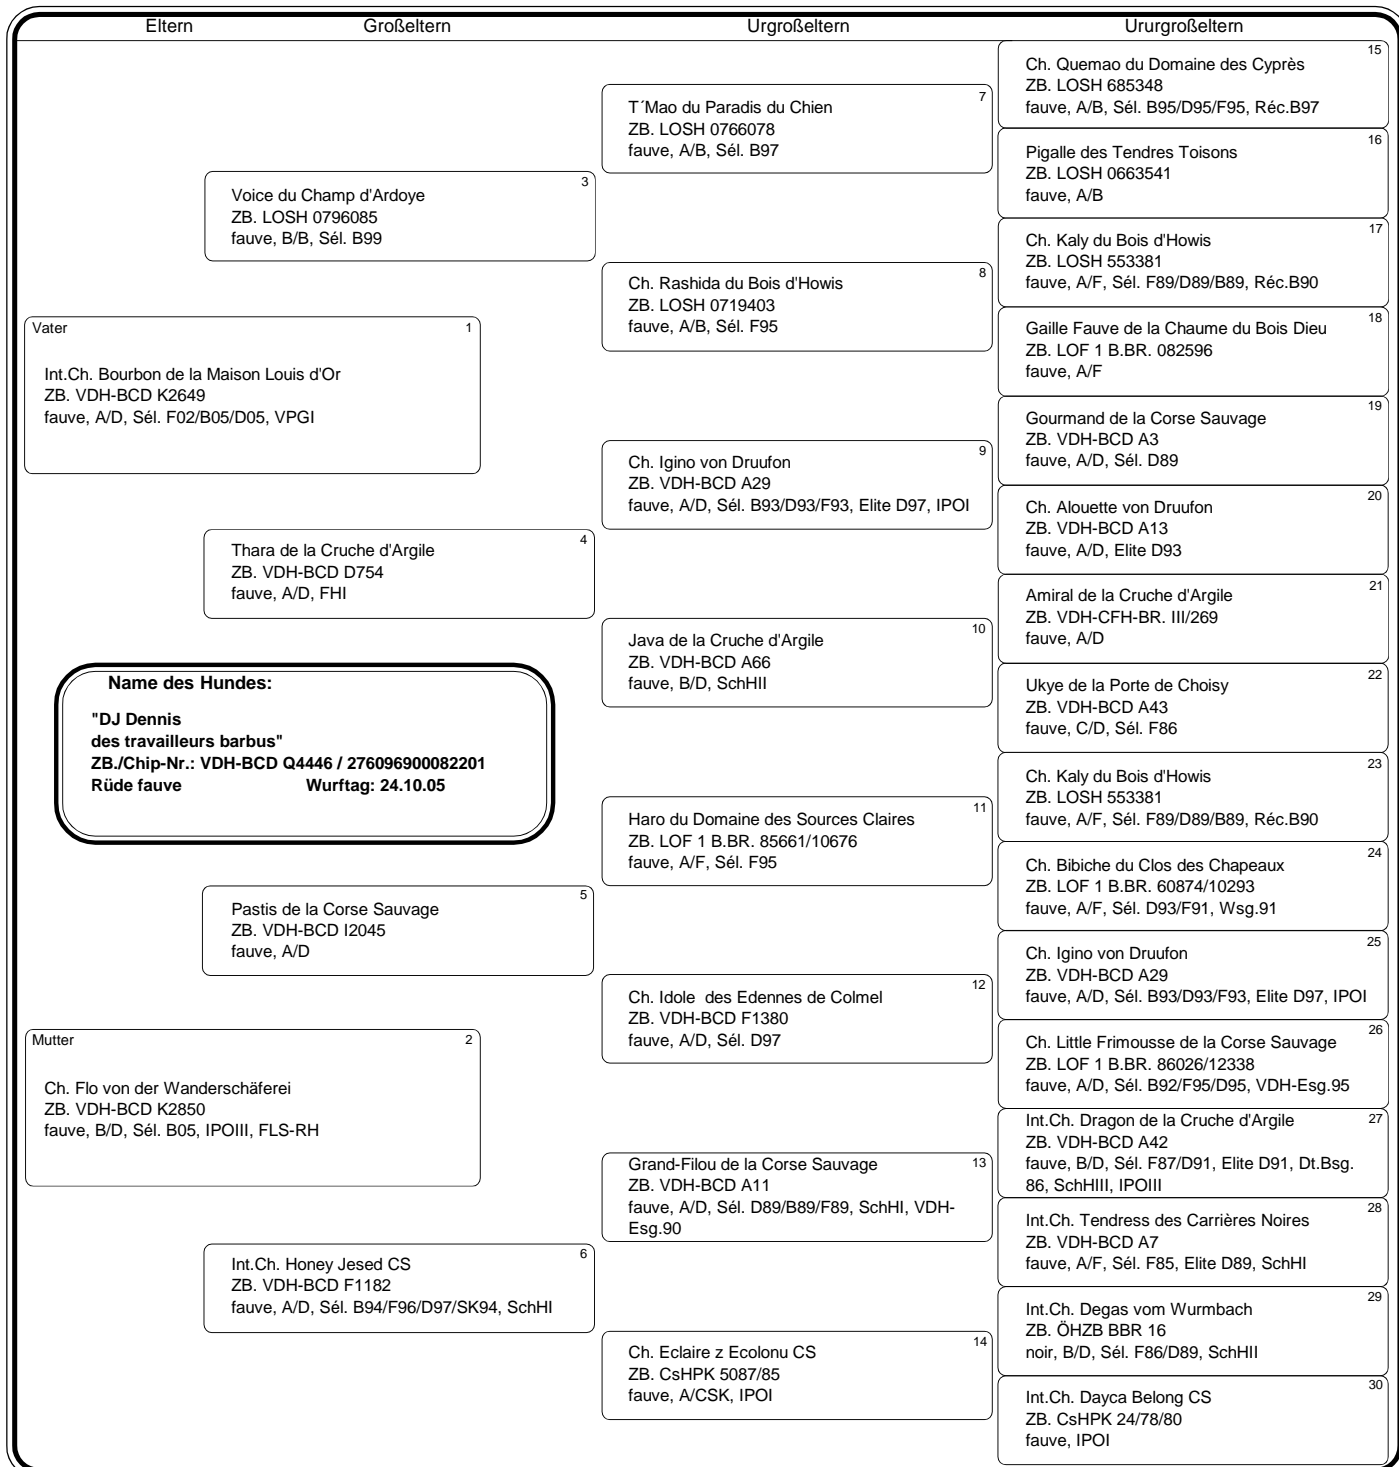 Eltern Großeltern Urgroßeltern Ururgroßeltern
Vater 1
Int.Ch. Bourbon de la Maison Louis d'Or
ZB. VDH-BCD K2649
fauve, A/D, Sél. F02/B05/D05, VPGI
Mutter 2
Ch. Flo von der Wanderschäferei
ZB. VDH-BCD K2850
fauve, B/D, Sél. B05, IPOIII, FLS-RH
Name des Hundes:
"DJ Dennis
des travailleurs barbus"
ZB./Chip-Nr.: VDH-BCD Q4446 / 276096900082201
Rüde fauve Wurftag: 24.10.05
3
Voice du Champ d'Ardoye
ZB. LOSH 0796085
fauve, B/B, Sél. B99
4
Thara de la Cruche d'Argile
ZB. VDH-BCD D754
fauve, A/D, FHI
5
Pastis de la Corse Sauvage
ZB. VDH-BCD I2045
fauve, A/D
6
Int.Ch. Honey Jesed CS
ZB. VDH-BCD F1182
fauve, A/D, Sél. B94/F96/D97/SK94, SchHI
7
T´Mao du Paradis du Chien
ZB. LOSH 0766078
fauve, A/B, Sél. B97
8
Ch. Rashida du Bois d'Howis
ZB. LOSH 0719403
fauve, A/B, Sél. F95
9
Ch. Igino von Druufon
ZB. VDH-BCD A29
fauve, A/D, Sél. B93/D93/F93, Elite D97, IPOI
10
Java de la Cruche d'Argile
ZB. VDH-BCD A66
fauve, B/D, SchHII
11
Haro du Domaine des Sources Claires
ZB. LOF 1 B.BR. 85661/10676
fauve, A/F, Sél. F95
12
Ch. Idole  des Edennes de Colmel
ZB. VDH-BCD F1380
fauve, A/D, Sél. D97
13
Grand-Filou de la Corse Sauvage
ZB. VDH-BCD A11
fauve, A/D, Sél. D89/B89/F89, SchHI, VDH-
Esg.90
14
Ch. Eclaire z Ecolonu CS
ZB. CsHPK 5087/85
fauve, A/CSK, IPOI
15
Ch. Quemao du Domaine des Cyprès
ZB. LOSH 685348
fauve, A/B, Sél. B95/D95/F95, Réc.B97
16
Pigalle des Tendres Toisons
ZB. LOSH 0663541
fauve, A/B
17
Ch. Kaly du Bois d'Howis
ZB. LOSH 553381
fauve, A/F, Sél. F89/D89/B89, Réc.B90
18
Gaille Fauve de la Chaume du Bois Dieu
ZB. LOF 1 B.BR. 082596
fauve, A/F
19
Gourmand de la Corse Sauvage
ZB. VDH-BCD A3
fauve, A/D, Sél. D89
20
Ch. Alouette von Druufon
ZB. VDH-BCD A13
fauve, A/D, Elite D93
21
Amiral de la Cruche d'Argile
ZB. VDH-CFH-BR. III/269
fauve, A/D
22
Ukye de la Porte de Choisy
ZB. VDH-BCD A43
fauve, C/D, Sél. F86
23
Ch. Kaly du Bois d'Howis
ZB. LOSH 553381
fauve, A/F, Sél. F89/D89/B89, Réc.B90
24
Ch. Bibiche du Clos des Chapeaux
ZB. LOF 1 B.BR. 60874/10293
fauve, A/F, Sél. D93/F91, Wsg.91
25
Ch. Igino von Druufon
ZB. VDH-BCD A29
fauve, A/D, Sél. B93/D93/F93, Elite D97, IPOI
26
Ch. Little Frimousse de la Corse Sauvage
ZB. LOF 1 B.BR. 86026/12338
fauve, A/D, Sél. B92/F95/D95, VDH-Esg.95
27
Int.Ch. Dragon de la Cruche d'Argile
ZB. VDH-BCD A42
fauve, B/D, Sél. F87/D91, Elite D91, Dt.Bsg.
86, SchHIII, IPOIII
28
Int.Ch. Tendress des Carrières Noires
ZB. VDH-BCD A7
fauve, A/F, Sél. F85, Elite D89, SchHI
29
Int.Ch. Degas vom Wurmbach
ZB. ÖHZB BBR 16
noir, B/D, Sél. F86/D89, SchHII
30
Int.Ch. Dayca Belong CS
ZB. CsHPK 24/78/80
fauve, IPOI